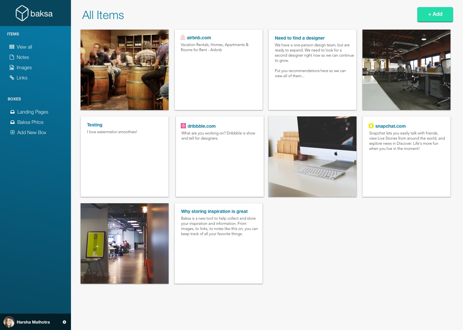 baksa
All Items
+ Add
ITEMS
View all
Notes
Images
Links
BOXES
Landing Pages
Baksa Photos
Add New Box
Harsha Malhotra
airbnb.com
Vacation Rentals, Homes, Apartments &
Rooms for Rent - Airbnb
Need to find a designer
We have a one-person design team, but are
ready to expand. We need to look for a
second designer right now so we can continue
to grow.
Put you recommendations here so we can
view all of them...
Testing
I love watermelon smoothies!
dribbble.com
What are you working on? Dribbble is show
and tell for designers.
snapchat.com
Snapchat lets you easily talk with friends,
view Live Stories from around the world, and
explore news in Discover. Life's more fun
when you live in the moment!
Why storing inspiration is great
Baksa is a rare tool to help collect and store
your inspiration and information. From
images, to links, to notes like this on, you can
keep track of all your favorite things